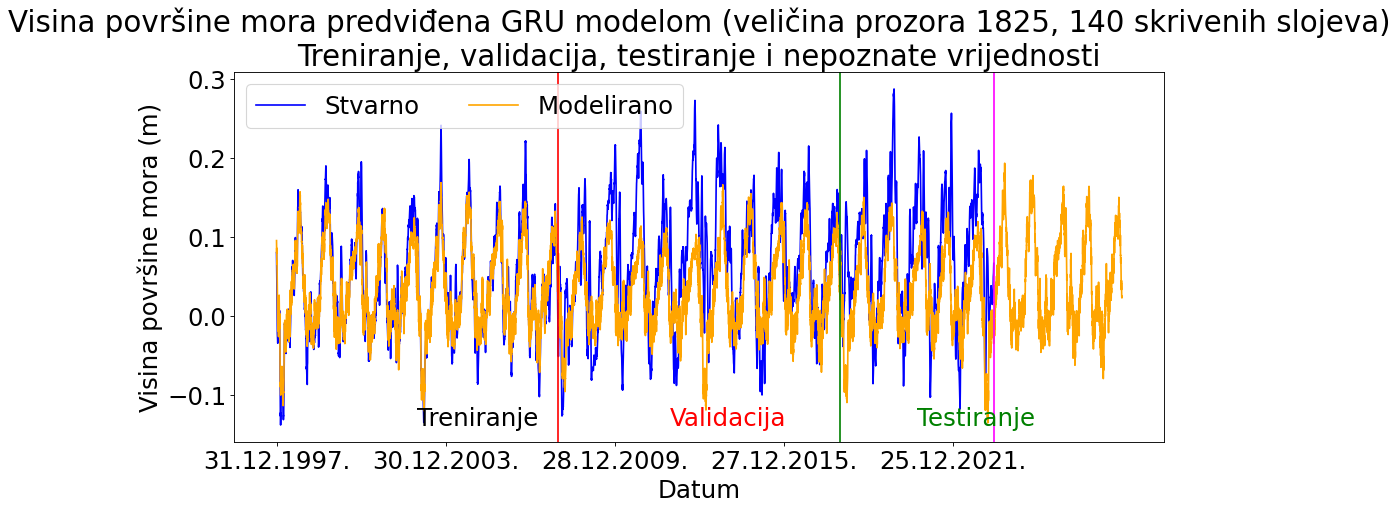 Visina površine mora predviđena GRU modelom (veličina prozora 1825, 140 skrivenih slojeva)
Treniranje, validacija, testiranje i nepoznate vrijednosti
Visina površine mora (m)
0.3
0.2
0.1
0.0
−0.1
Stvarno
Modelirano
Treniranje
Validacija
Testiranje
31.12.1997.
30.12.2003.
28.12.2009.
27.12.2015.
25.12.2021.
Datum